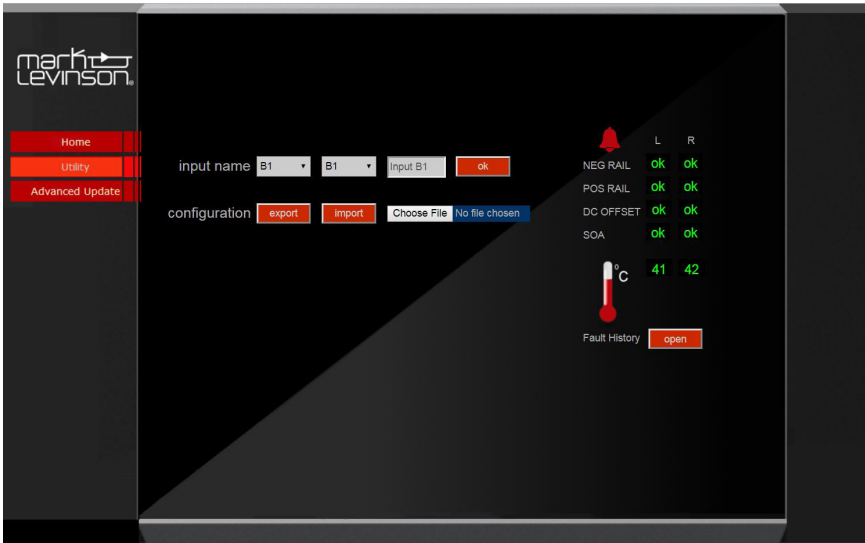 mark
Levinson®
Home
Utility
Advanced Update
input name B1 B1 Input B1 ok
configuration export import Choose File No file chosen
L R
NEG RAIL ok ok
POS RAIL ok ok
DC OFFSET ok ok
SOA ok ok
°C 41 42
Fault History open